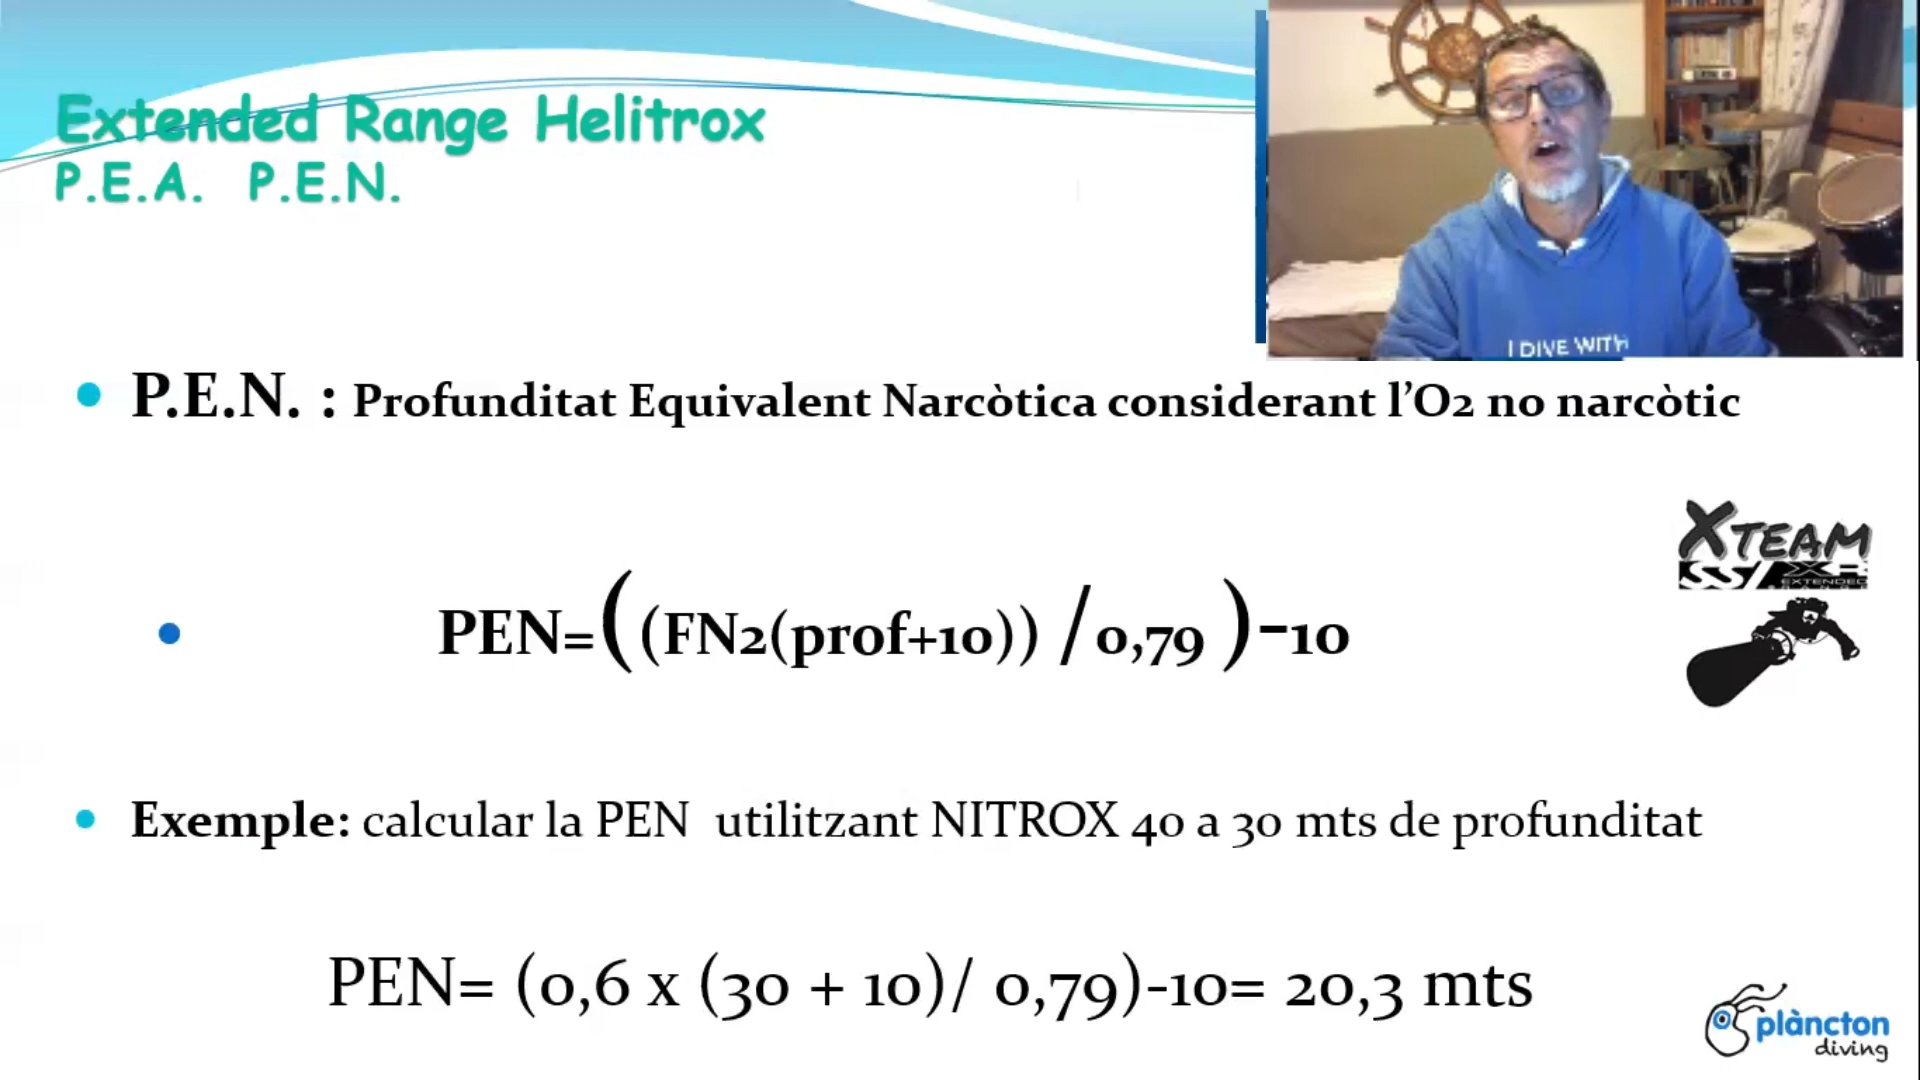 Extended Range Helitrox
P.E.A. P.E.N.
I DIVE WITH
P.E.N. : Profunditat Equivalent Narcòtica considerant l’O2 no narcòtic
XTEAM
SSI XR
EXTENDED
PEN=((FN2(prof+10)) /0,79 )-10
Exemple: calcular la PEN utilitzant NITROX 40 a 30 mts de profunditat
PEN= (0,6 x (30 + 10)/ 0,79)-10= 20,3 mts
plàncton
diving